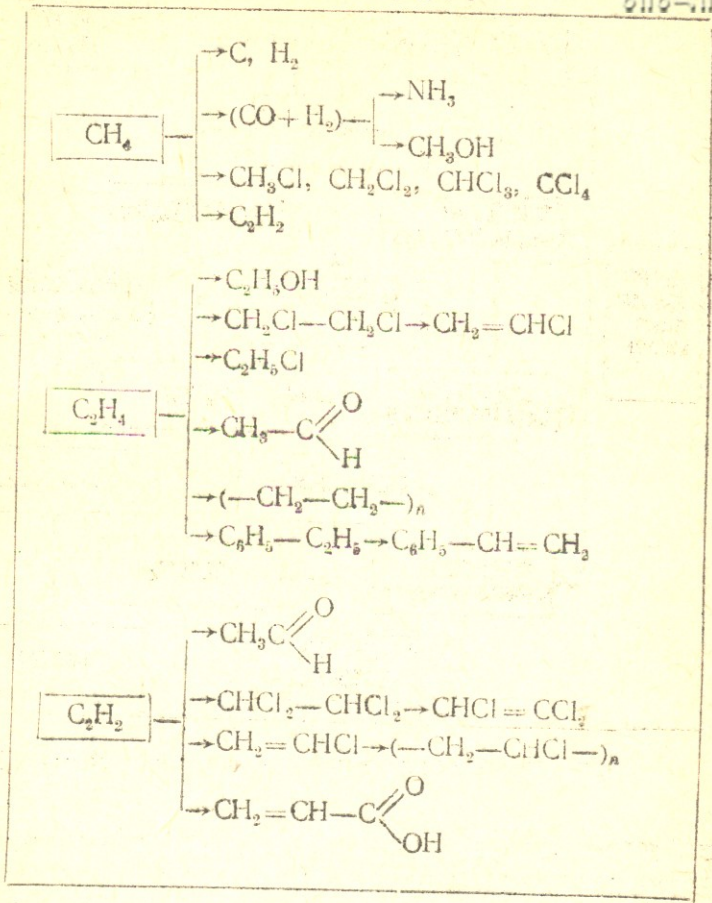 →C, H₂
CH₄ →(CO+H₂)— →NH₃
→CH₃OH
→CH₃Cl, CH₂Cl₂, CHCl₃, CCl₄
→C₂H₂
→C₂H₅OH
→CH₂Cl—CH₂Cl→CH₂=CHCl
→C₂H₅Cl
C₂H₄
O
→CH₃—C
H
→(—CH₂—CH₂—)ₙ
→C₆H₅—C₂H₅→C₆H₅—CH=CH₂
O
→CH₃C
H
C₂H₂ →CHCl₂—CHCl₂→CHCl=CCl₂
→CH₂=CHCl→(—CH₂—CHCl—)ₙ
O
→CH₂=CH—C
OH